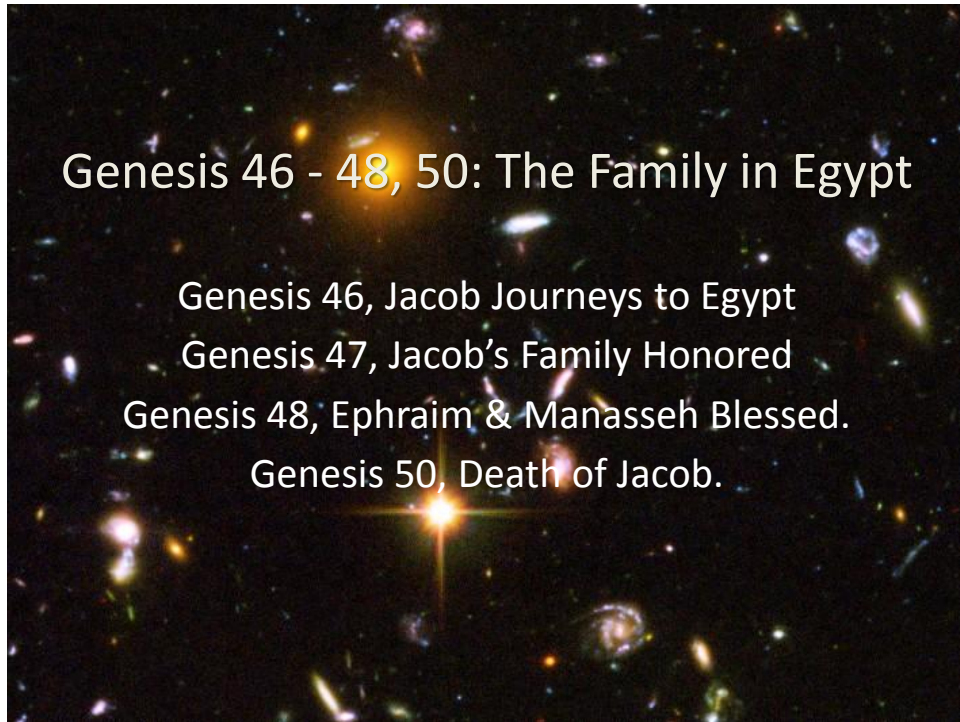 Genesis 46 - 48, 50: The Family in Egypt
Genesis 46, Jacob Journeys to Egypt
Genesis 47, Jacob’s Family Honored
Genesis 48, Ephraim & Manasseh Blessed.
Genesis 50, Death of Jacob.